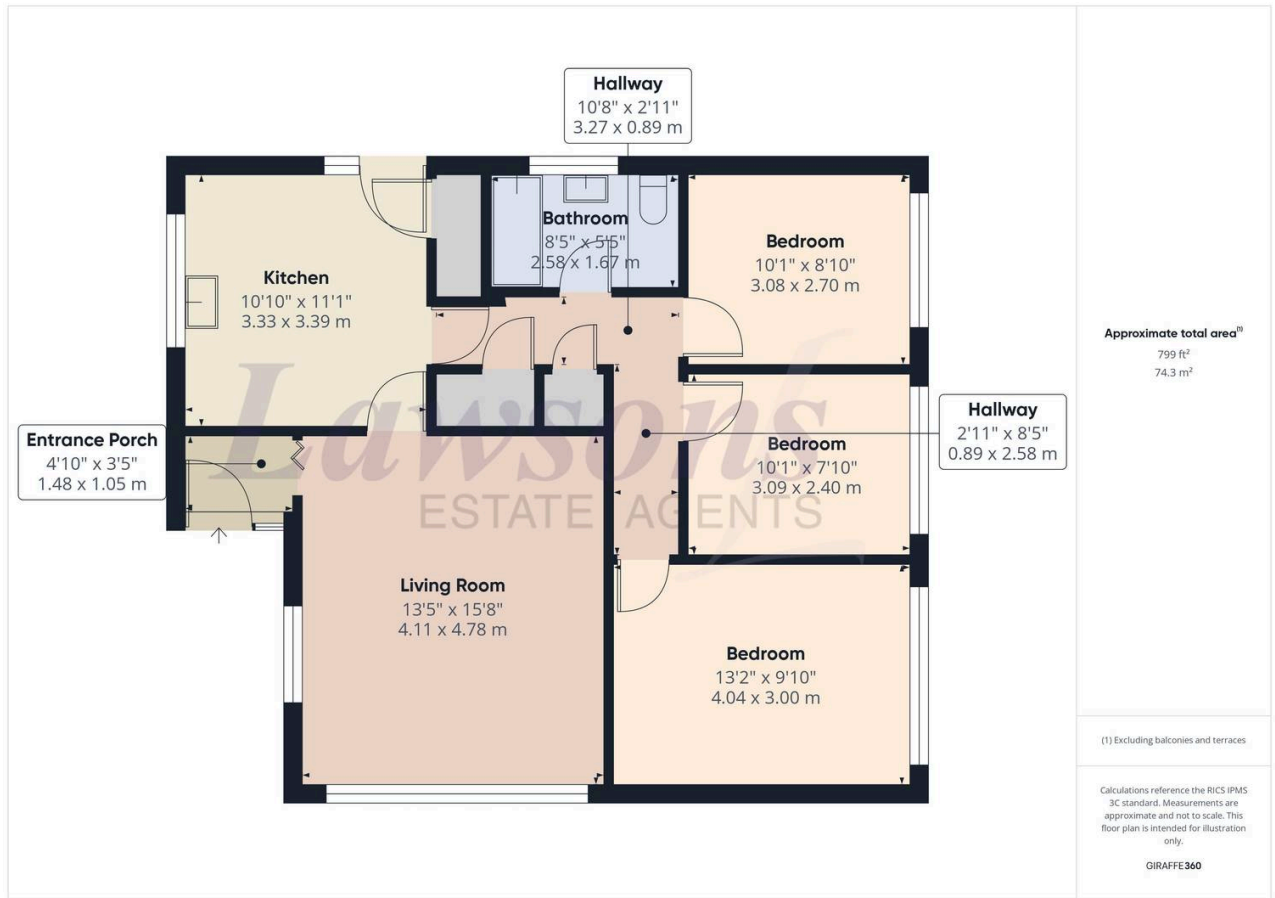 Hallway
10'8" x 2'11"
3.27 x 0.89 m
Bathroom
8'5" x 5'5"
2.58 x 1.67 m
Bedroom
10'1" x 8'10"
3.08 x 2.70 m
Kitchen
10'10" x 11'1"
3.33 x 3.39 m
Entrance Porch
4'10" x 3'5"
1.48 x 1.05 m
Hallway
2'11" x 8'5"
0.89 x 2.58 m
Bedroom
10'1" x 7'10"
3.09 x 2.40 m
Lawsons
ESTATE AGENTS
Living Room
13'5" x 15'8"
4.11 x 4.78 m
Bedroom
13'2" x 9'10"
4.04 x 3.00 m
Approximate total area(1)
799 ft²
74.3 m²
(1) Excluding balconies and terraces
Calculations reference the RICS IPMS
3C standard. Measurements are
approximate and not to scale. This
floor plan is intended for illustration
only.
GIRAFFE360